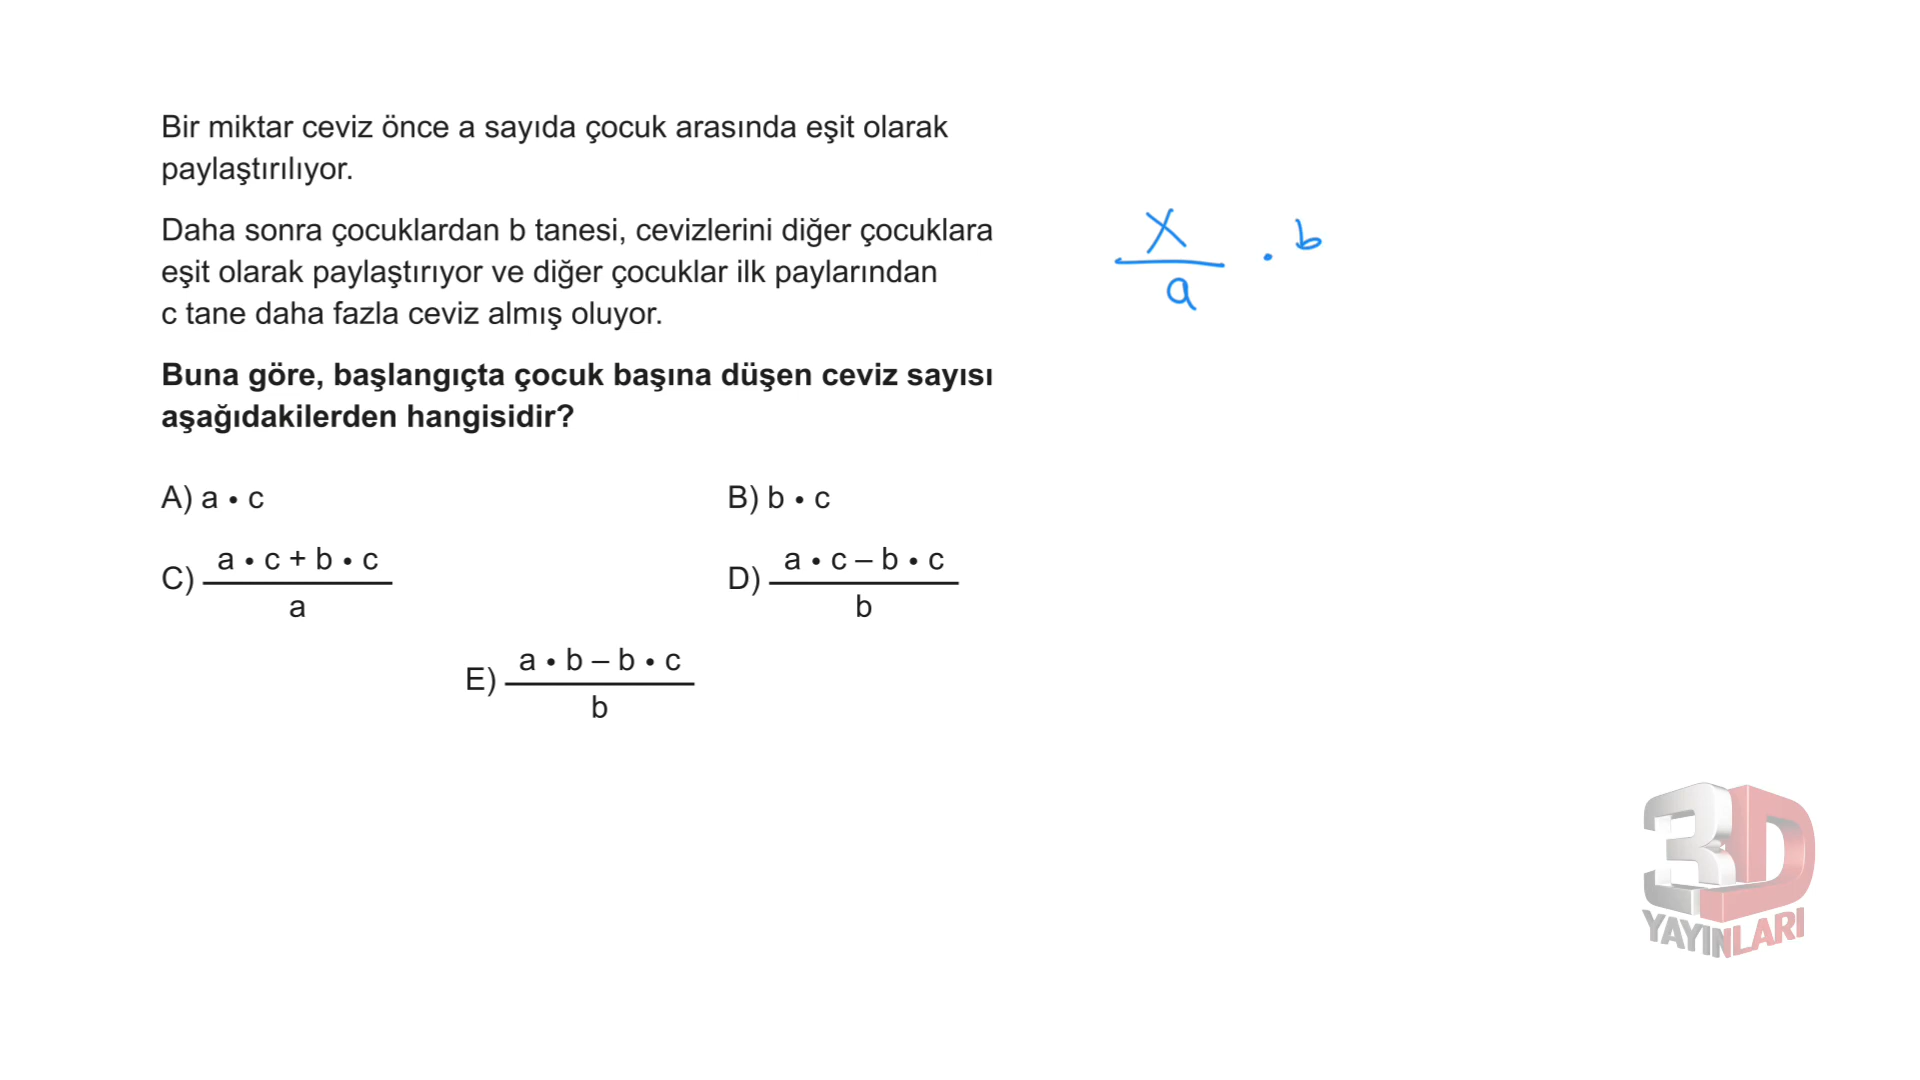 Bir miktar ceviz önce a sayıda çocuk arasında eşit olarak
paylaştırılıyor.
Daha sonra çocuklardan b tanesi, cevizlerini diğer çocuklara
eşit olarak paylaştırıyor ve diğer çocuklar ilk paylarından
c tane daha fazla ceviz almış oluyor.
Buna göre, başlangıçta çocuk başına düşen ceviz sayısı
aşağıdakilerden hangisidir?
A) a • c
B) b • c
C) a • c + b • c
a
D) a • c – b • c
b
E) a • b – b • c
b
x
a
. b
3D
YAYINLARI